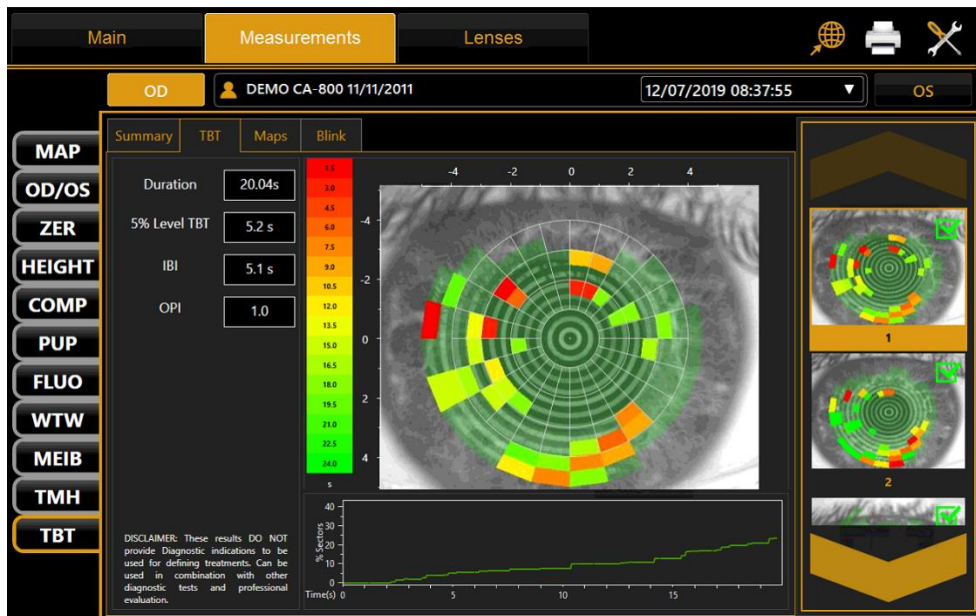 Main
Measurements
Lenses
OD
DEMO CA-800 11/11/2011
12/07/2019 08:37:55
OS
MAP
OD/OS
ZER
HEIGHT
COMP
PUP
FLUO
WTW
MEIB
TMH
TBT
Summary
TBT
Maps
Blink
Duration
20.04s
5% Level TBT
5.2 s
IBI
5.1 s
OPI
1.0
DISCLAIMER: These results DO NOT
provide Diagnostic indications to be
used for defining treatments. Can be
used in combination with other
diagnostic tests and professional
evaluation.
1.5
3.0
4.5
6.0
7.5
9.0
10.5
12.0
13.5
15.0
16.5
18.0
19.5
21.0
22.5
24.0
s
-4 -2 0 2 4
-4
-2
0
2
4
% Sectors
40
30
20
10
0
Time(s) 0 5 10 15
1
2